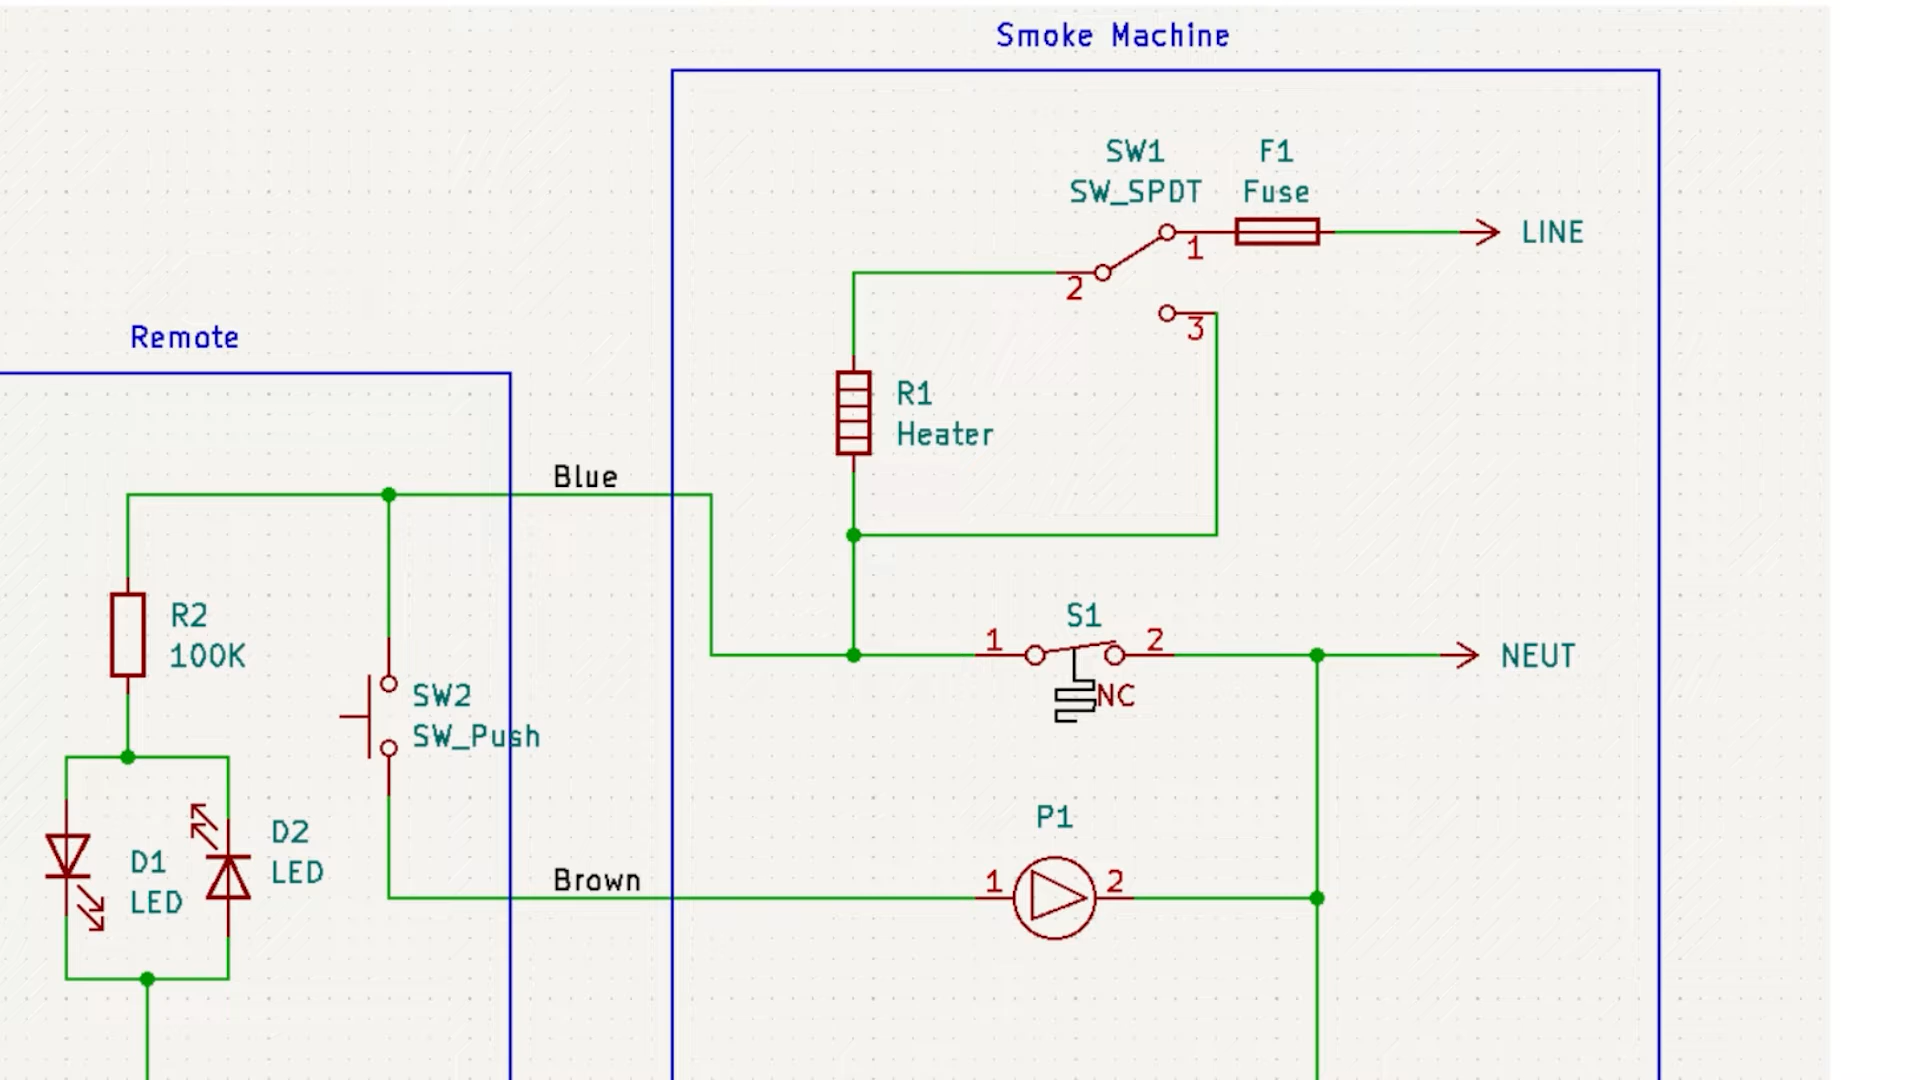 Smoke Machine
SW1
SW_SPDT
F1
Fuse
1
LINE
2
3
Remote
R1
Heater
Blue
R2
100K
S1
1
2
NEUT
NC
SW2
SW_Push
P1
D1
LED
D2
LED
Brown
1
2